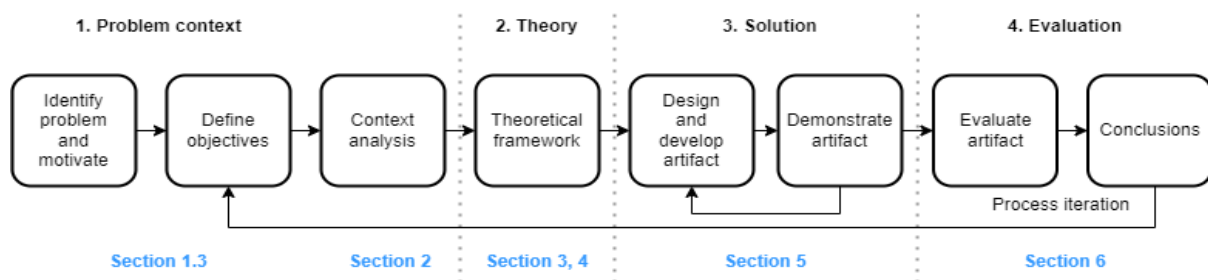 1. Problem context
2. Theory
3. Solution
4. Evaluation
Identify
problem
and
motivate
Define
objectives
Context
analysis
Theoretical
framework
Design
and
develop
artifact
Demonstrate
artifact
Evaluate
artifact
Conclusions
Process iteration
Section 1.3
Section 2
Section 3, 4
Section 5
Section 6